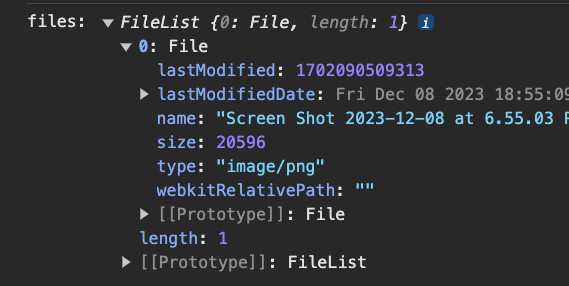 files: ▼ FileList {0: File, length: 1} i
▼ 0: File
lastModified: 1702090509313
▶ lastModifiedDate: Fri Dec 08 2023 18:55:09
name: "Screen Shot 2023-12-08 at 6.55.03
size: 20596
type: "image/png"
webkitRelativePath: ""
▶ [[Prototype]]: File
length: 1
▶ [[Prototype]]: FileList